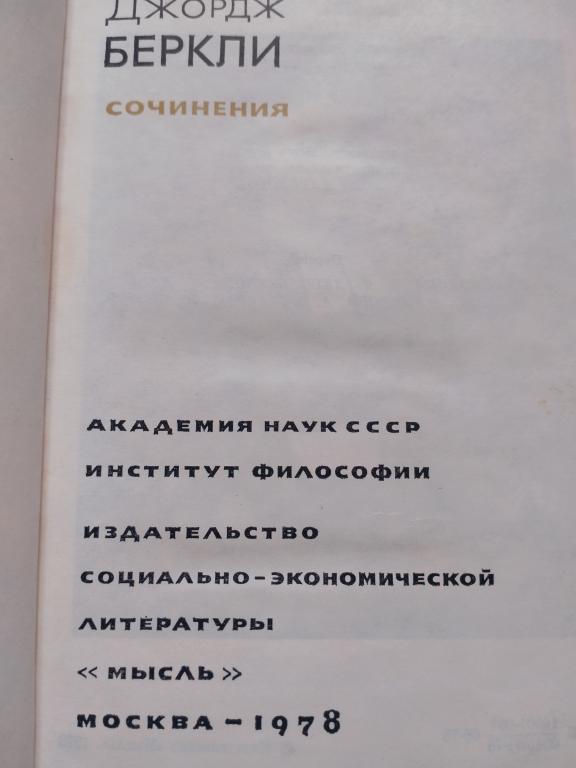 Джордж
БЕРКЛИ
СОЧИНЕНИЯ
АКАДЕМИЯ НАУК СССР
ИНСТИТУТ ФИЛОСОФИИ
ИЗДАТЕЛЬСТВО
СОЦИАЛЬНО-ЭКОНОМИЧЕСКОЙ
ЛИТЕРАТУРЫ
« МЫСЛЬ »
МОСКВА – 1978